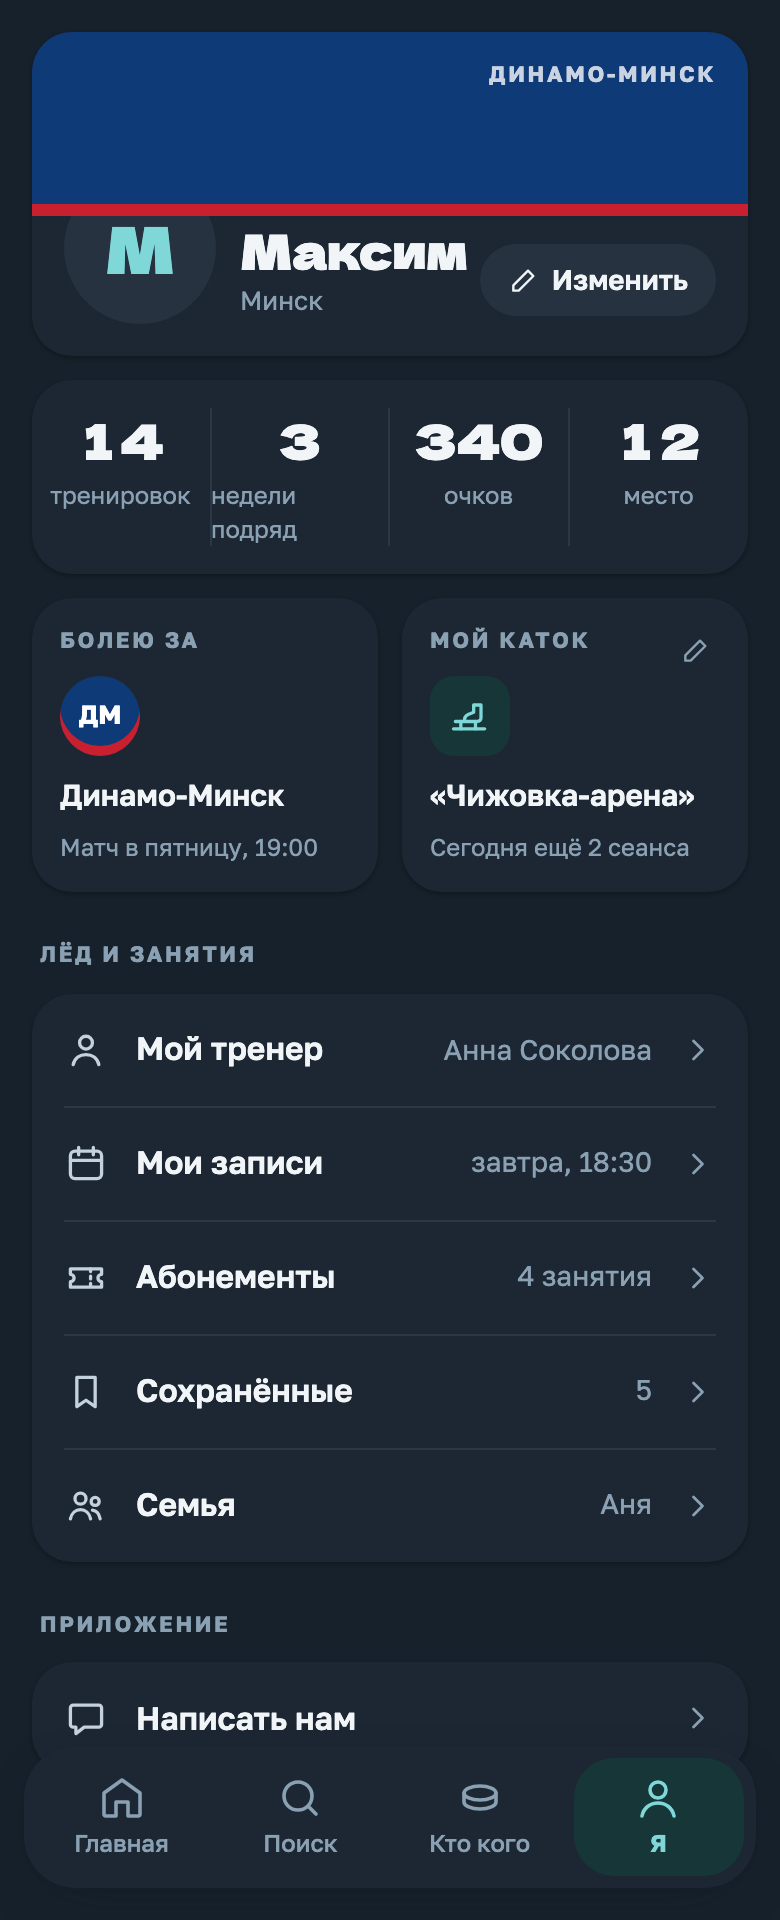 ДИНАМО-МИНСК
М
Максим
Минск
Изменить
14
тренировок
3
недели
подряд
340
очков
12
место
БОЛЕЮ ЗА
ДМ
Динамо-Минск
Матч в пятницу, 19:00
МОЙ КАТОК
«Чижовка-арена»
Сегодня ещё 2 сеанса
ЛЁД И ЗАНЯТИЯ
Мой тренер Анна Соколова
Мои записи завтра, 18:30
Абонементы 4 занятия
Сохранённые 5
Семья Аня
ПРИЛОЖЕНИЕ
Написать нам
Главная Поиск Кто кого Я